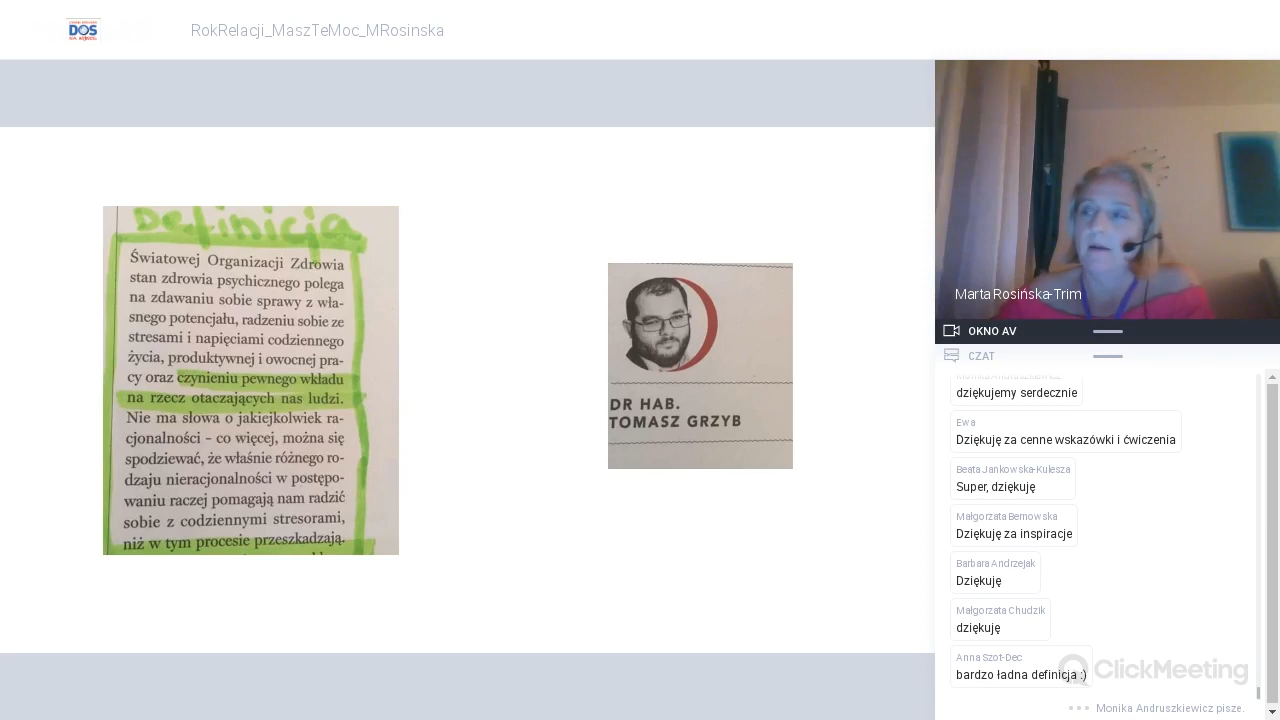 DOS
RokRelacji_MaszTeMoc_MRosinska
Definicja
Światowej Organizacji Zdrowia
stan zdrowia psychicznego polega
na zdawaniu sobie sprawy z wła-
snego potencjału, radzeniu sobie ze
stresami i napięciami codziennego
życia, produktywnej i owocnej pra-
cy oraz czynieniu pewnego wkładu
na rzecz otaczających nas ludzi.
Nie ma słowa o jakiejkolwiek ra-
cjonalności – co więcej, można się
spodziewać, że właśnie różnego ro-
dzaju nieracjonalności w postępo-
waniu raczej pomagają nam radzić
sobie z codziennymi stresorami,
niż w tym procesie przeszkadzają.
DR HAB.
TOMASZ GRZYB
Marta Rosińska-Trim
OKNO AV
CZAT
dziękujemy serdecznie
Ewa
Dziękuję za cenne wskazówki i ćwiczenia
Beata Jankowska-Kulesza
Super, dziękuję
Małgorzata Bernowska
Dziękuję za inspiracje
Barbara Andrzejak
Dziękuję
Małgorzata Chudzik
dziękuję
Anna Szot-Dec
bardzo ładna definicja :)
ClickMeeting
Monika Andruszkiewicz pisze.